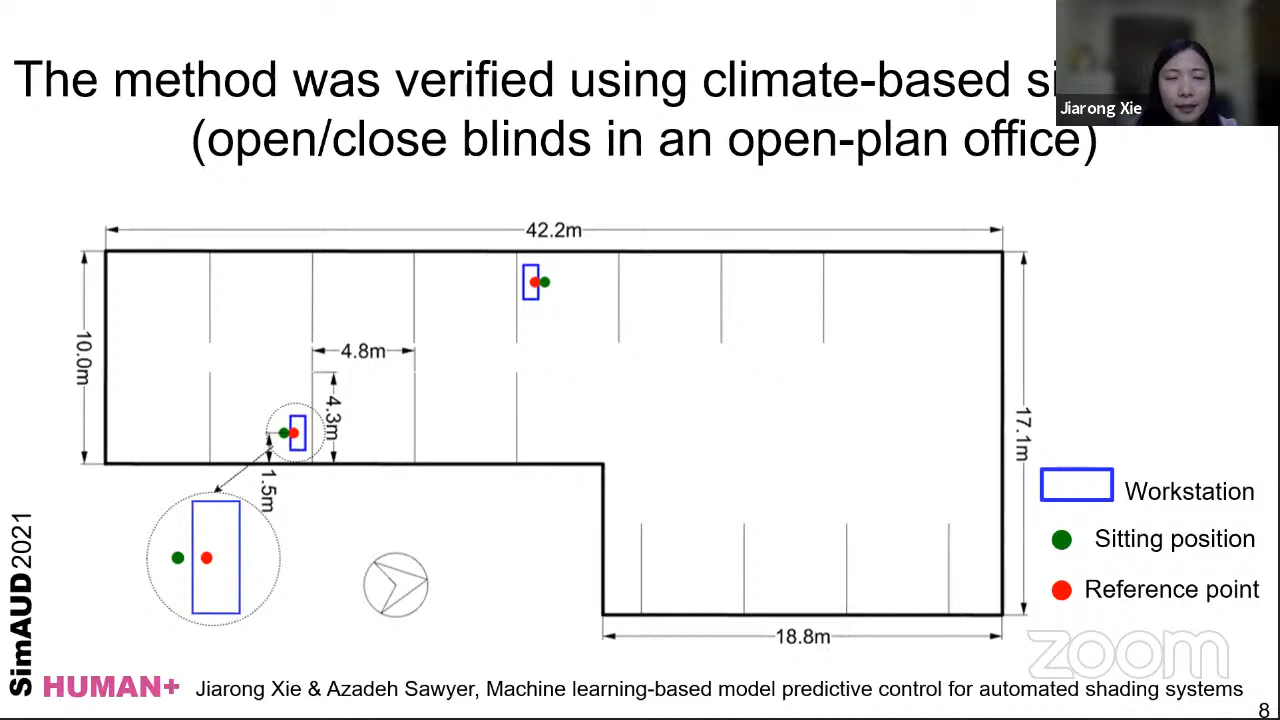 The method was verified using climate-based si
(open/close blinds in an open-plan office)
Jiarong Xie
42.2m
10.0m
4.8m
4.3m
1.5m
17.1m
18.8m
Workstation
Sitting position
Reference point
zoom
SimAUD2021
HUMAN+
Jiarong Xie & Azadeh Sawyer, Machine learning-based model predictive control for automated shading systems
8